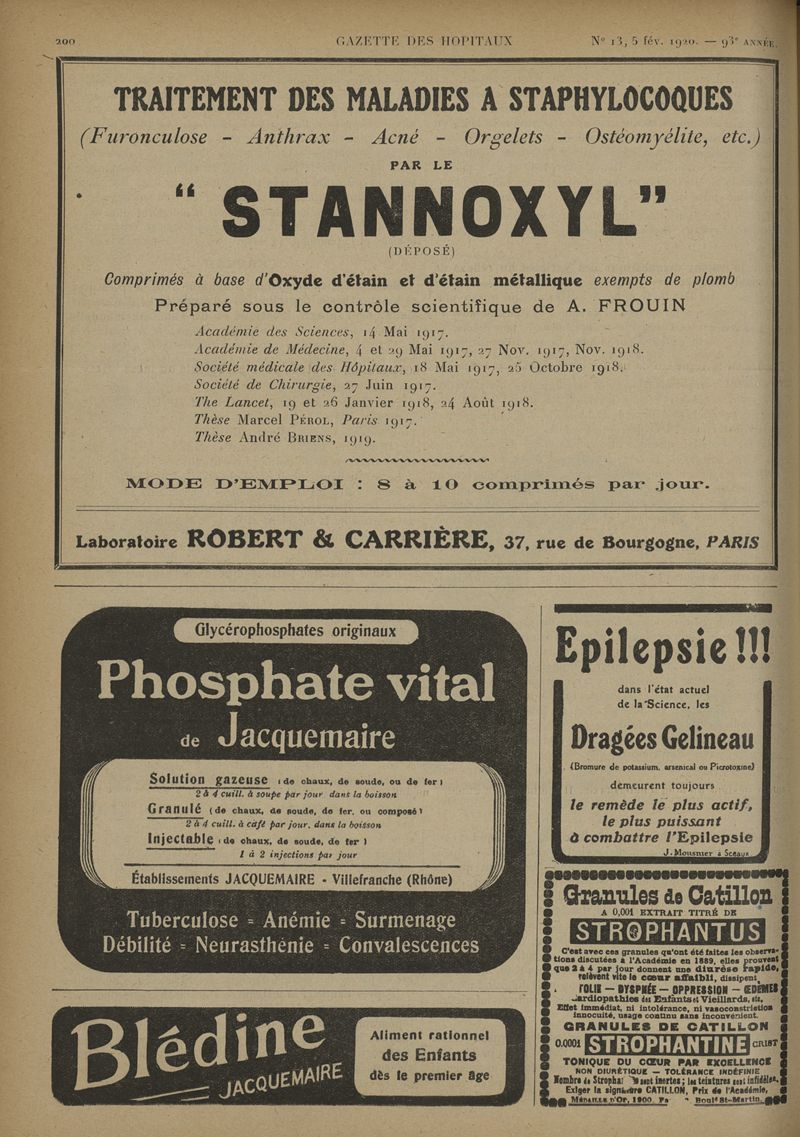 200
GAZETTE DES HOPITAUX
Nº 13, 5 fév. 1920. — 93e ANNÉE.
TRAITEMENT DES MALADIES A STAPHYLOCOQUES
(Furonculose - Anthrax - Acné - Orgelets - Ostéomyélite, etc.)
PAR LE
“ STANNOXYL”
(DÉPOSÉ)
Comprimés à base d'Oxyde d'étain et d'étain métallique exempts de plomb
Préparé sous le contrôle scientifique de A. FROUIN
Académie des Sciences, 14 Mai 1917.
Académie de Médecine, 4 et 29 Mai 1917, 27 Nov. 1917, Nov. 1918.
Société médicale des Hôpitaux, 18 Mai 1917, 25 Octobre 1918.
Société de Chirurgie, 27 Juin 1917.
The Lancet, 19 et 26 Janvier 1918, 24 Août 1918.
Thèse Marcel PÉROL, Paris 1917.
Thèse André BRIENS, 1919.
MODE D'EMPLOI : 8 à 10 comprimés par jour.
Laboratoire ROBERT & CARRIÈRE, 37, rue de Bourgogne, PARIS
Glycérophosphates originaux
Phosphate vital
de Jacquemaire
Solution gazeuse (de chaux, de soude, ou de fer)
2 à 4 cuill. à soupe par jour dans la boisson
Granulé (de chaux, de soude, de fer, ou composé)
2 à 4 cuill. à café par jour, dans la boisson
Injectable (de chaux, de soude, de fer)
1 à 2 injections par jour
Établissements JACQUEMAIRE - Villefranche (Rhône)
Tuberculose = Anémie = Surmenage
Débilité = Neurasthénie = Convalescences
Blédine
JACQUEMAIRE
Aliment rationnel
des Enfants
dès le premier âge
Epilepsie !!!
dans l'état actuel
de la Science, les
Dragées Gelineau
(Bromure de potassium, arsenical ou Picrotoxine)
demeurent toujours
le remède le plus actif,
le plus puissant
à combattre l'Epilepsie
J. Mousnier à Sceaux
Granules de Catillon
A 0,001 EXTRAIT TITRÉ DE
STROPHANTUS
C'est avec ces granules qu'ont été faites les observa-
tions discutées à l'Académie en 1889, elles prouvent
que 2 à 4 par jour donnent une diurèse rapide,
relèvent vite le cœur affaibli, dissipent
— DYSPNÉE — OPPRESSION — ŒDÈMES
Cardiopathies des Enfants et Vieillards, etc.
Effet immédiat, ni intolérance, ni vasoconstriction
innocuité, usage continu sans inconvénient.
GRANULES DE CATILLON
0.0001 STROPHANTINE CRIST
TONIQUE DU CŒUR PAR EXCELLENCE
NON DIURÉTIQUE — TOLÉRANCE INDÉFINIE
Nombre de Strophan sont inertes; les teintures sont infidèles.
Exiger la signature CATILLON, Prix de l'Académie,
MÉDAILLE d'Or, 1900. Boulᵈ St-Martin.